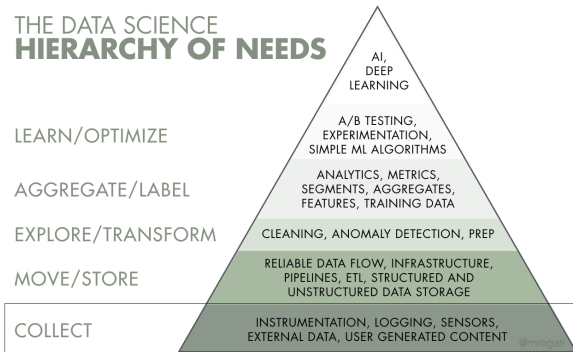 THE DATA SCIENCE
HIERARCHY OF NEEDS
AI,
DEEP
LEARNING
LEARN/OPTIMIZE
A/B TESTING,
EXPERIMENTATION,
SIMPLE ML ALGORITHMS
AGGREGATE/LABEL
ANALYTICS, METRICS,
SEGMENTS, AGGREGATES,
FEATURES, TRAINING DATA
EXPLORE/TRANSFORM
CLEANING, ANOMALY DETECTION, PREP
MOVE/STORE
RELIABLE DATA FLOW, INFRASTRUCTURE,
PIPELINES, ETL, STRUCTURED AND
UNSTRUCTURED DATA STORAGE
COLLECT
INSTRUMENTATION, LOGGING, SENSORS,
EXTERNAL DATA, USER GENERATED CONTENT
@mrogati